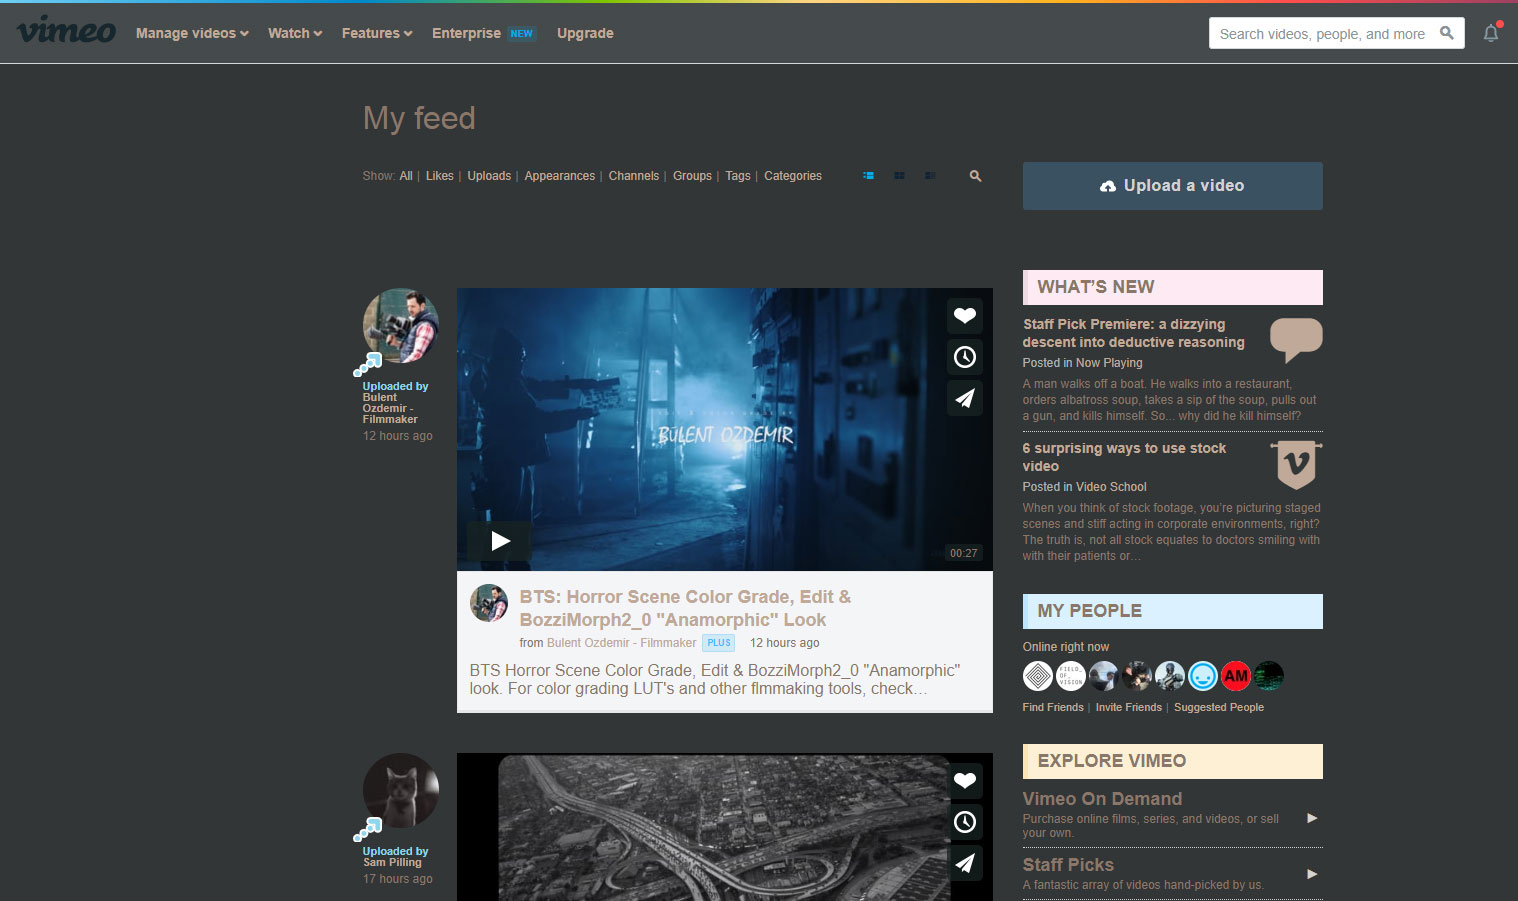 vimeo
Manage videos Watch Features Enterprise NEW Upgrade
Search videos, people, and more
My feed
Show: All | Likes | Uploads | Appearances | Channels | Groups | Tags | Categories
Upload a video
Uploaded by
Bulent
Ozdemir -
Filmmaker
12 hours ago
BULENT OZDEMIR
00:27
BTS: Horror Scene Color Grade, Edit &
BozziMorph2_0 "Anamorphic" Look
from Bulent Ozdemir - Filmmaker PLUS 12 hours ago
BTS Horror Scene Color Grade, Edit & BozziMorph2_0 "Anamorphic"
look. For color grading LUT's and other flmmaking tools, check…
Uploaded by
Sam Pilling
17 hours ago
WHAT'S NEW
Staff Pick Premiere: a dizzying
descent into deductive reasoning
Posted in Now Playing
A man walks off a boat. He walks into a restaurant,
orders albatross soup, takes a sip of the soup, pulls out
a gun, and kills himself. So... why did he kill himself?
6 surprising ways to use stock
video
Posted in Video School
When you think of stock footage, you're picturing staged
scenes and stiff acting in corporate environments, right?
The truth is, not all stock equates to doctors smiling with
with their patients or…
MY PEOPLE
Online right now
FIELD_
OF_
VISION
AM
Find Friends | Invite Friends | Suggested People
EXPLORE VIMEO
Vimeo On Demand
Purchase online films, series, and videos, or sell
your own.
Staff Picks
A fantastic array of videos hand-picked by us.